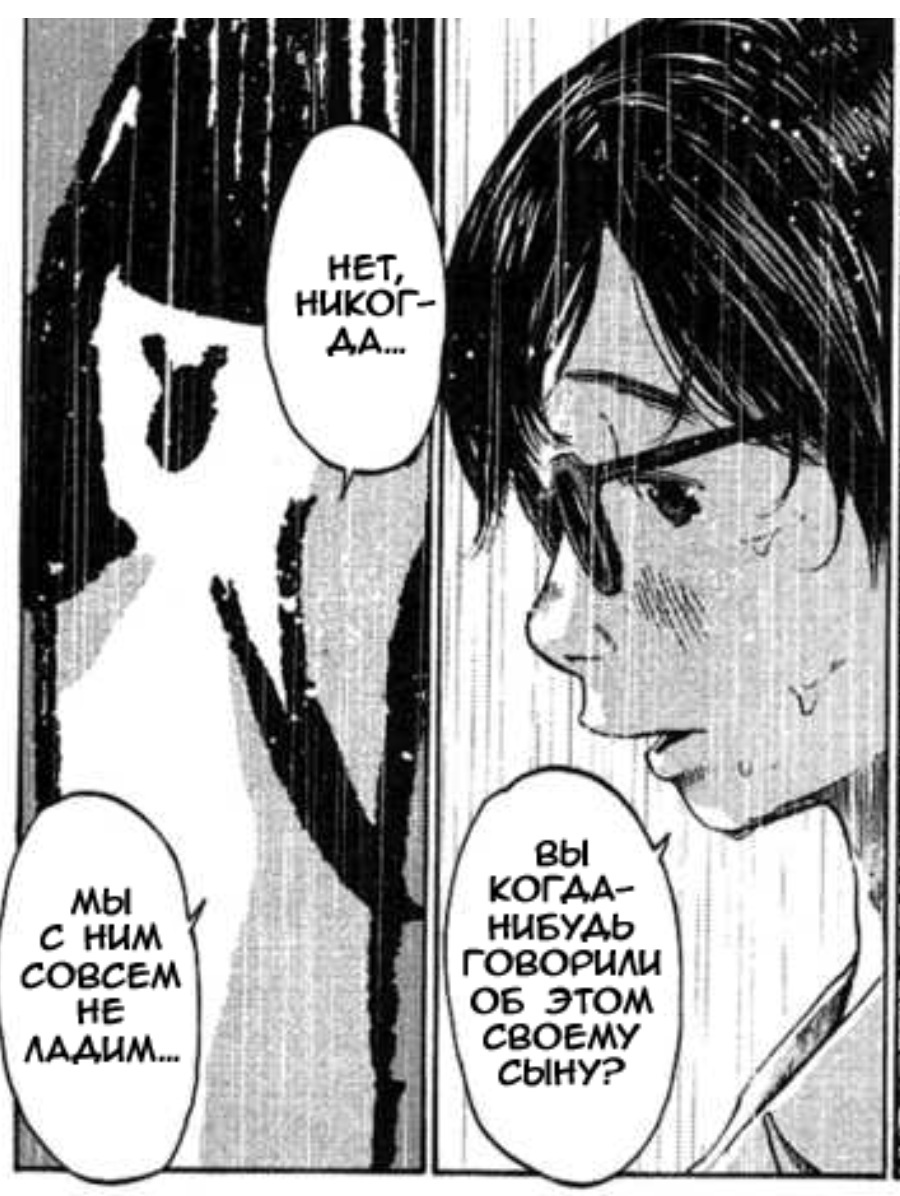 ВЫ
КОГДА-
НИБУДЬ
ГОВОРИЛИ
ОБ ЭТОМ
СВОЕМУ
СЫНУ?
НЕТ,
НИКОГ-
ДА...
МЫ
С НИМ
СОВСЕМ
НЕ
ЛАДИМ...